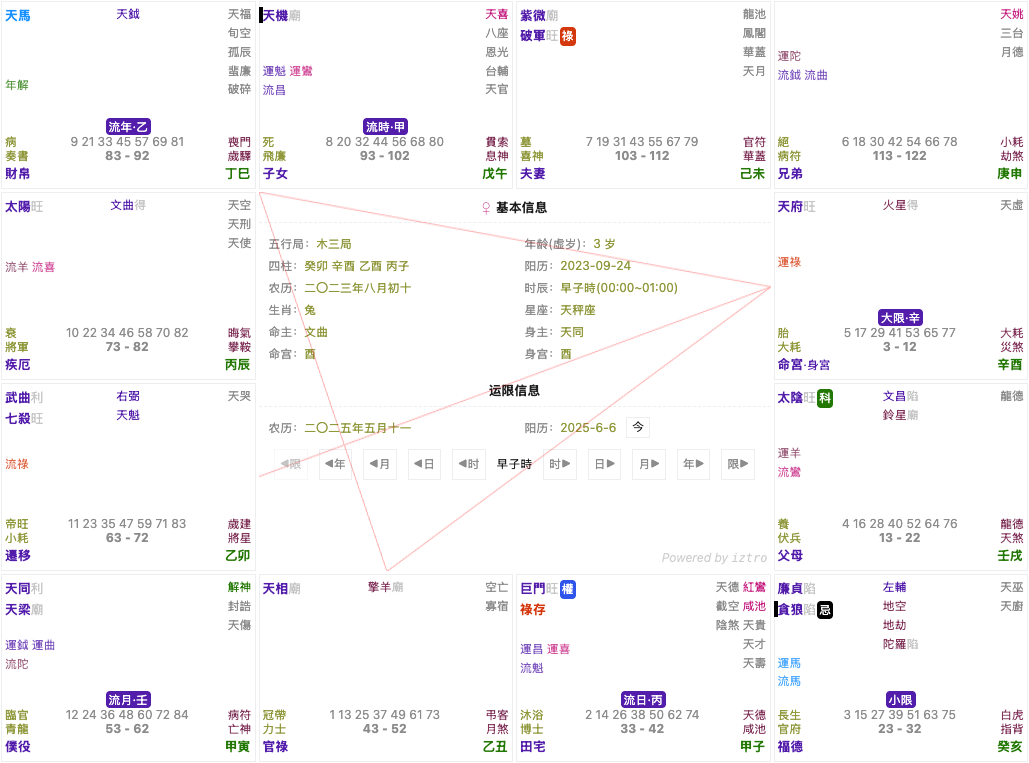 天馬 天鉞 天福
旬空
孤辰
蜚廉
年解 破碎
流年·乙
病 9 21 33 45 57 69 81 喪門
奏書 83 - 92 歲驛
財帛 丁巳
天機廟 天喜
八座
恩光
運魁 運鸞 台輔
流昌 天官
流時·甲
死 8 20 32 44 56 68 80 貫索
飛廉 93 - 102 息神
子女 戊午
紫微廟 龍池
破軍旺 祿 鳳閣
華蓋
天月
墓 7 19 31 43 55 67 79 官符
喜神 103 - 112 華蓋
夫妻 己未
天姚
三台
運陀 月德
流鉞 流曲
絕 6 18 30 42 54 66 78 小耗
病符 113 - 122 劫煞
兄弟 庚申
太陽旺 文曲得 天空
天刑
天使
流羊 流喜
衰 10 22 34 46 58 70 82 晦氣
將軍 73 - 82 攀鞍
疾厄 丙辰
♀ 基本信息
五行局： 木三局 年龄(虚岁)： 3 岁
四柱： 癸卯 辛酉 乙酉 丙子 阳历： 2023-09-24
农历： 二〇二三年八月初十 时辰： 早子時(00:00~01:00)
生肖： 兔 星座： 天秤座
命主： 文曲 身主： 天同
命宫： 酉 身宫： 酉
运限信息
农历： 二〇二五年五月十一 阳历： 2025-6-6 今
◀限 ◀年 ◀月 ◀日 ◀时 早子時 时▶ 日▶ 月▶ 年▶ 限▶
Powered by iztro
天府旺 火星得 天虛
運祿
大限·辛
胎 5 17 29 41 53 65 77 大耗
大耗 3 - 12 災煞
命宮·身宮 辛酉
武曲利 右弼 天哭
七殺旺 天魁
流祿
帝旺 11 23 35 47 59 71 83 歲建
小耗 63 - 72 將星
遷移 乙卯
太陰旺 科 文昌陷 龍德
鈴星廟
運羊
流鸞
養 4 16 28 40 52 64 76 龍德
伏兵 13 - 22 天煞
父母 壬戌
天同利 解神
天梁廟 封誥
天傷
運鉞 運曲
流陀
流月·壬
臨官 12 24 36 48 60 72 84 病符
青龍 53 - 62 亡神
僕役 甲寅
天相廟 擎羊廟 空亡
寡宿
冠帶 1 13 25 37 49 61 73 弔客
力士 43 - 52 月煞
官祿 乙丑
巨門旺 權 天德 紅鸞
祿存 截空 咸池
陰煞 天貴
運昌 運喜 天才
流魁 天壽
流日·丙
沐浴 2 14 26 38 50 62 74 天德
博士 33 - 42 咸池
田宅 甲子
廉貞陷 左輔 天巫
貪狼陷 忌 地空 天廚
地劫
陀羅陷
運馬
流馬
小限
長生 3 15 27 39 51 63 75 白虎
官府 23 - 32 指背
福德 癸亥